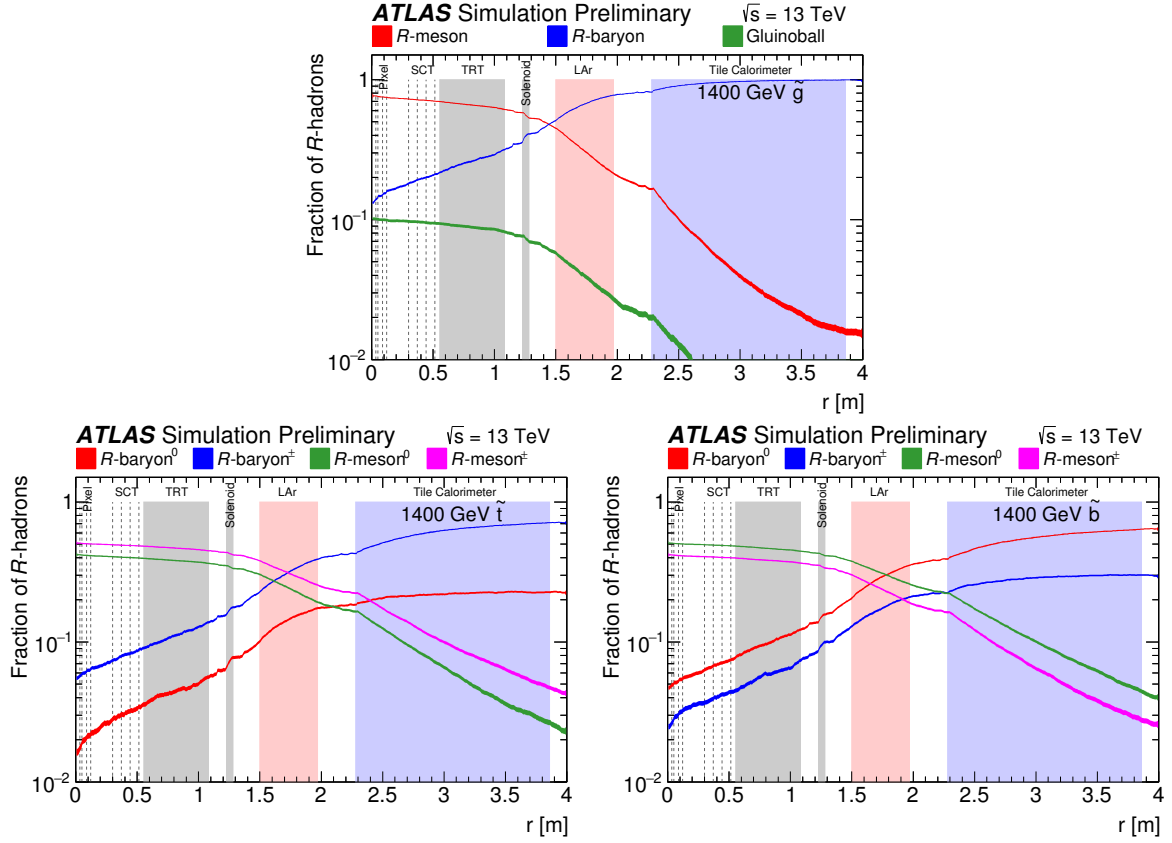 ATLAS Simulation Preliminary √s = 13 TeV
R-meson R-baryon Gluinoball
Pixel SCT TRT Solenoid LAr Tile Calorimeter
1400 GeV g̃
Fraction of R-hadrons
1
10⁻¹
10⁻²
0 0.5 1 1.5 2 2.5 3 3.5 4
r [m]
ATLAS Simulation Preliminary √s = 13 TeV
R-baryon⁰ R-baryon± R-meson⁰ R-meson±
Pixel SCT TRT Solenoid LAr Tile Calorimeter
1400 GeV t̃
Fraction of R-hadrons
1
10⁻¹
10⁻²
0 0.5 1 1.5 2 2.5 3 3.5 4
r [m]
ATLAS Simulation Preliminary √s = 13 TeV
R-baryon⁰ R-baryon± R-meson⁰ R-meson±
Pixel SCT TRT Solenoid LAr Tile Calorimeter
1400 GeV b̃
Fraction of R-hadrons
1
10⁻¹
10⁻²
0 0.5 1 1.5 2 2.5 3 3.5 4
r [m]